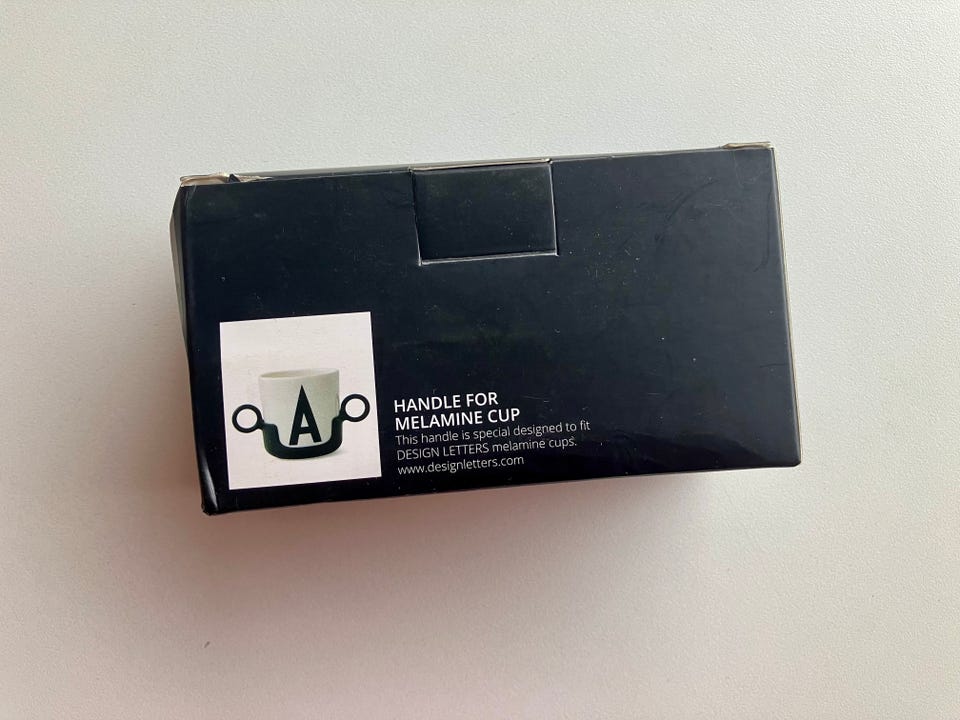 A
HANDLE FOR
MELAMINE CUP
This handle is special designed to fit
DESIGN LETTERS melamine cups.
www.designletters.com